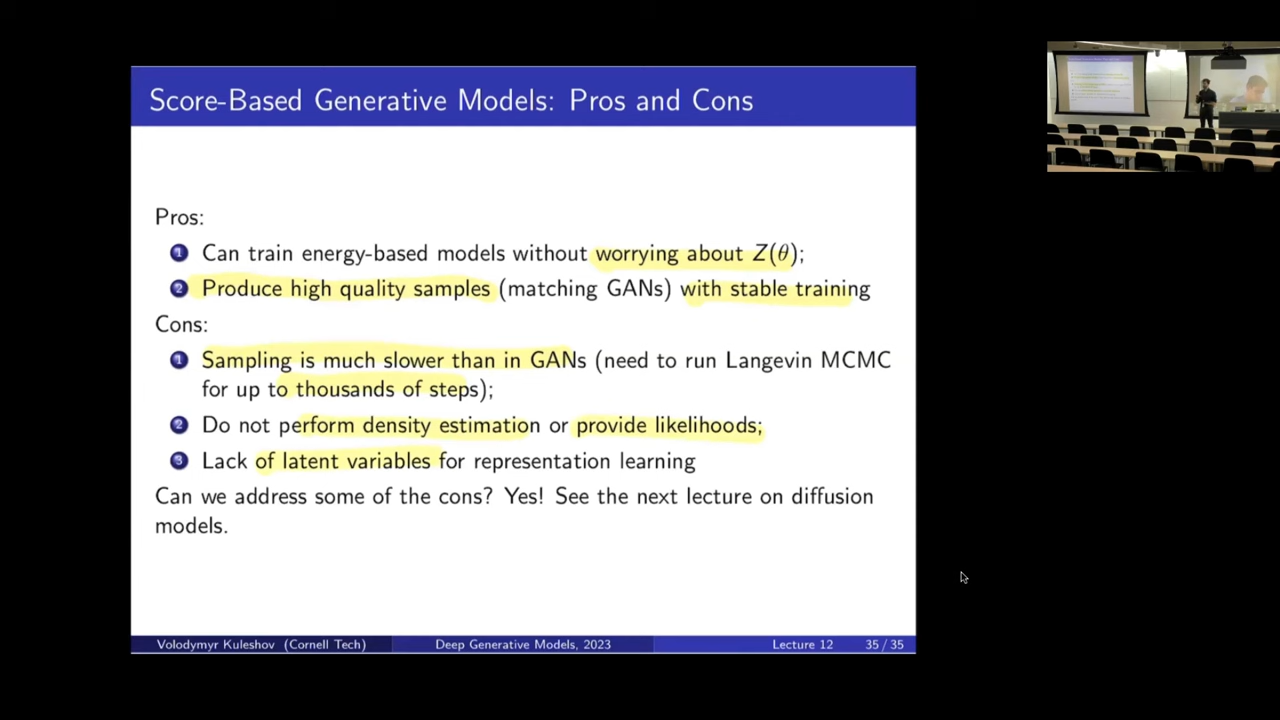 Score-Based Generative Models: Pros and Cons
Pros:
1 Can train energy-based models without worrying about Z(θ);
2 Produce high quality samples (matching GANs) with stable training
Cons:
1 Sampling is much slower than in GANs (need to run Langevin MCMC
for up to thousands of steps);
2 Do not perform density estimation or provide likelihoods;
3 Lack of latent variables for representation learning
Can we address some of the cons? Yes! See the next lecture on diffusion
models.
Volodymyr Kuleshov (Cornell Tech) Deep Generative Models, 2023 Lecture 12 35 / 35